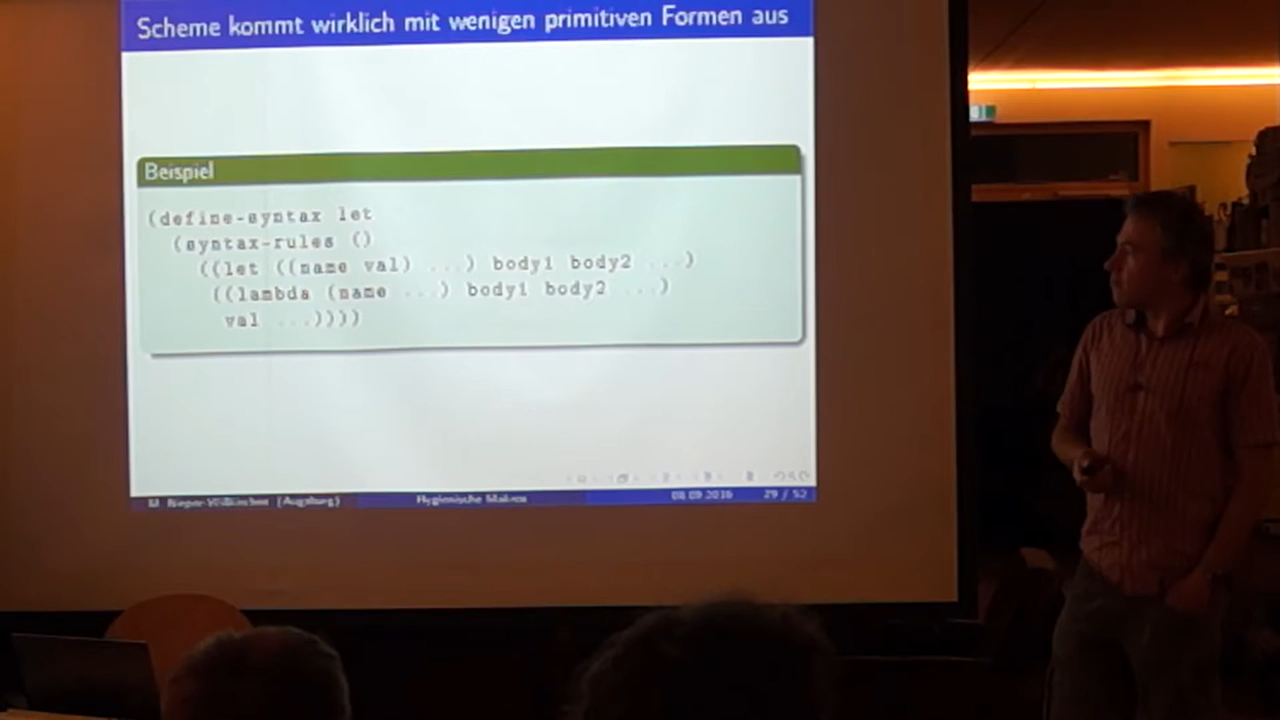 Scheme kommt wirklich mit wenigen primitiven Formen aus
Beispiel
(define-syntax let
(syntax-rules ()
((let ((name val) ...) body1 body2 ...)
((lambda (name ...) body1 body2 ...)
val ...))))
(Augsburg)
Hygienische Makros
08.09.2016
29 / 52